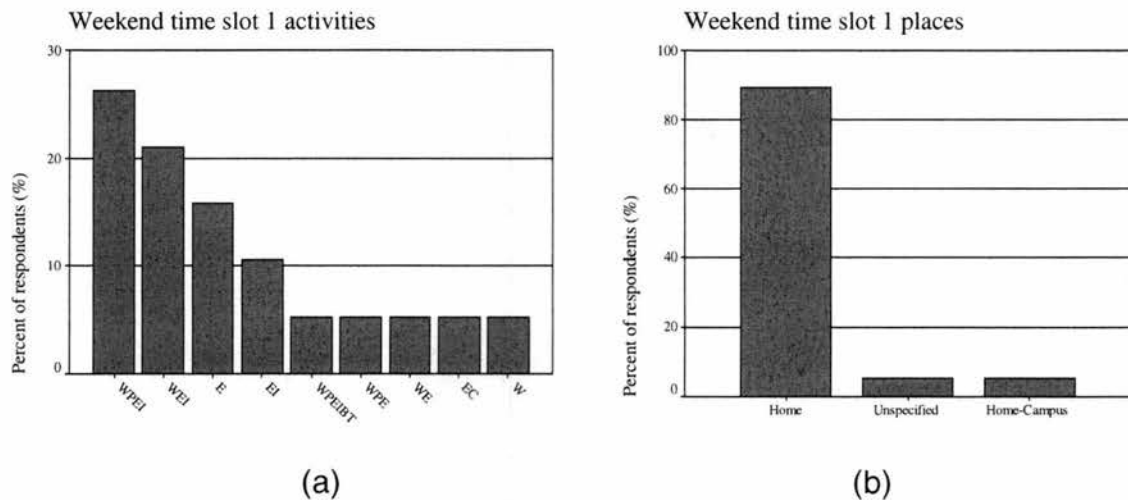 Weekend time slot 1 activities
Percent of respondents (%)
30
20
10
0
WPEI
WEI
E
EI
WPEIBT
WPE
WE
EC
W
(a)
Weekend time slot 1 places
Percent of respondents (%)
100
80
60
40
20
0
Home
Unspecified
Home-Campus
(b)